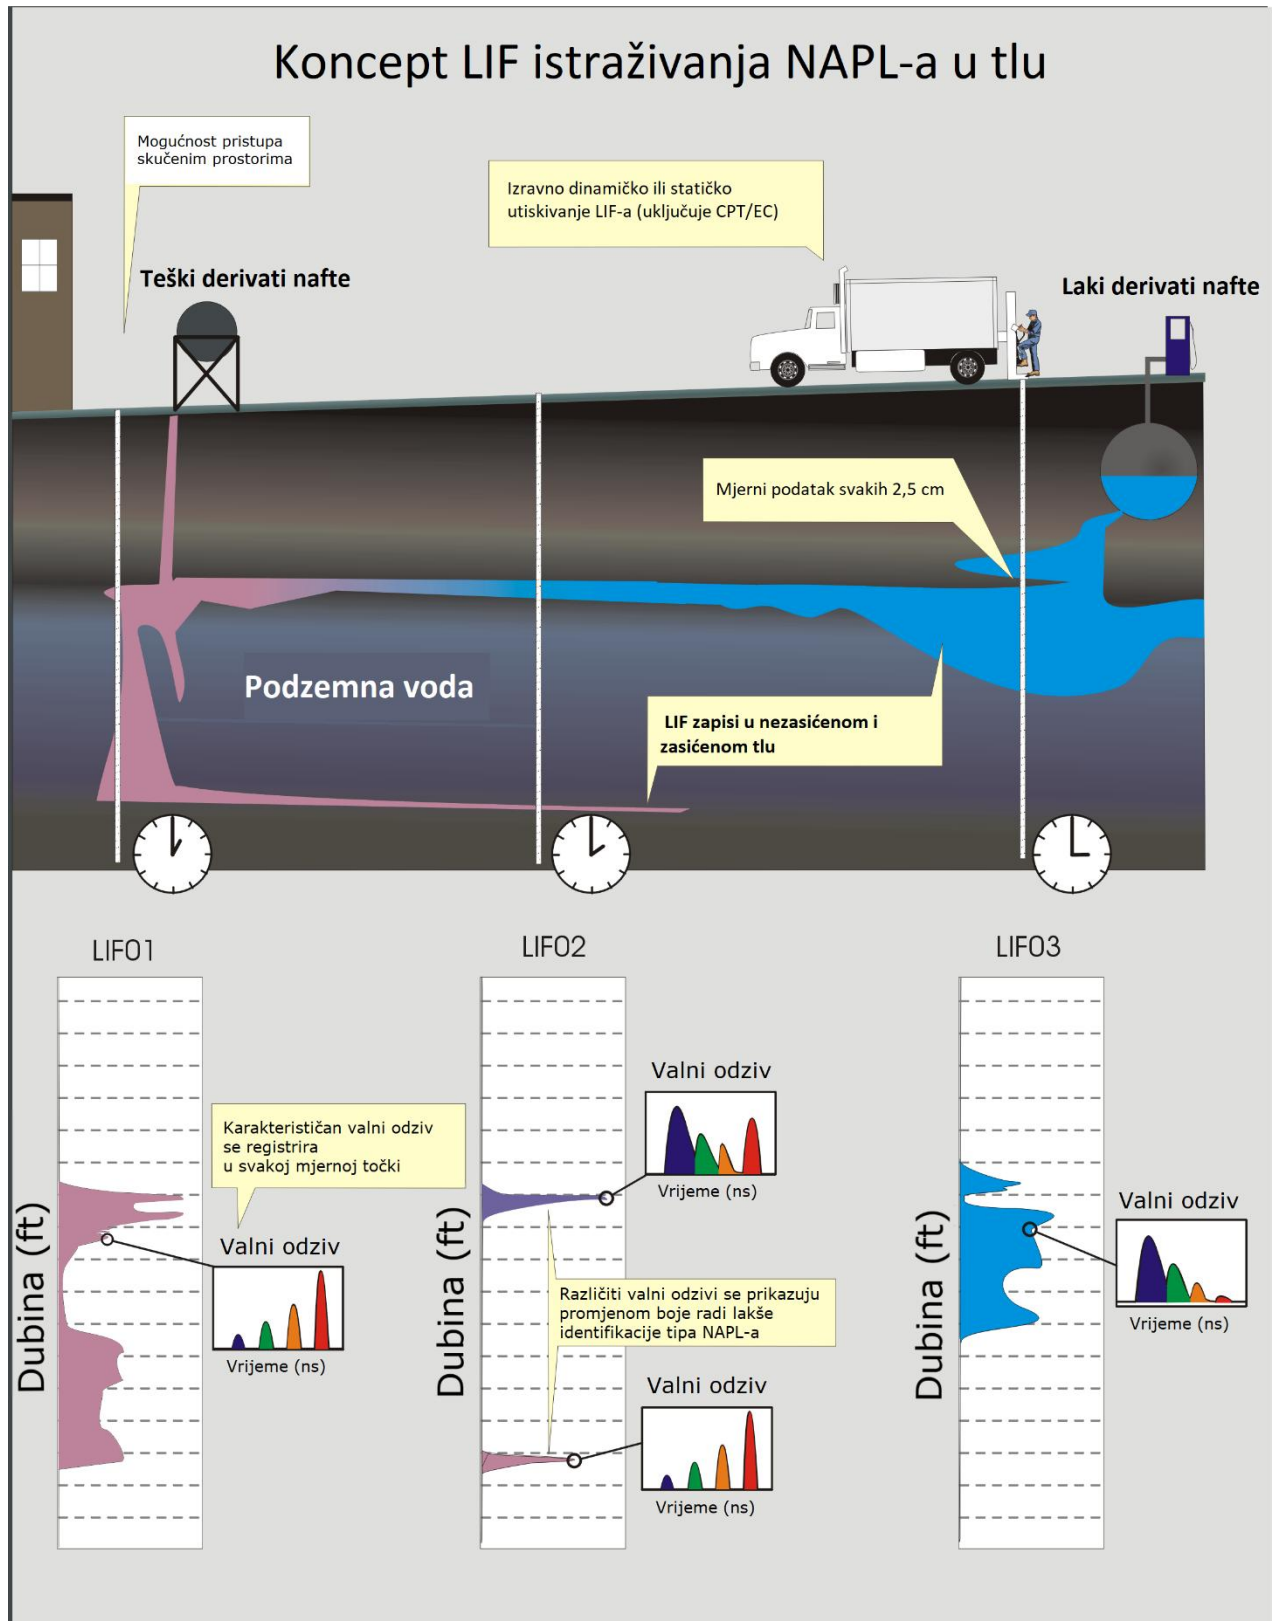 Koncept LIF istraživanja NAPL-a u tlu
Mogućnost pristupa
skučenim prostorima
Izravno dinamičko ili statičko
utiskivanje LIF-a (uključuje CPT/EC)
Teški derivati nafte
Laki derivati nafte
Mjerni podatak svakih 2,5 cm
Podzemna voda
LIF zapisi u nezasićenom i
zasićenom tlu
LIF01
LIF02
LIF03
Dubina (ft)
Karakterističan valni odziv
se registrira
u svakoj mjernoj točki
Valni odziv
Vrijeme (ns)
Dubina (ft)
Valni odziv
Vrijeme (ns)
Različiti valni odzivi se prikazuju
promjenom boje radi lakše
identifikacije tipa NAPL-a
Valni odziv
Vrijeme (ns)
Dubina (ft)
Valni odziv
Vrijeme (ns)